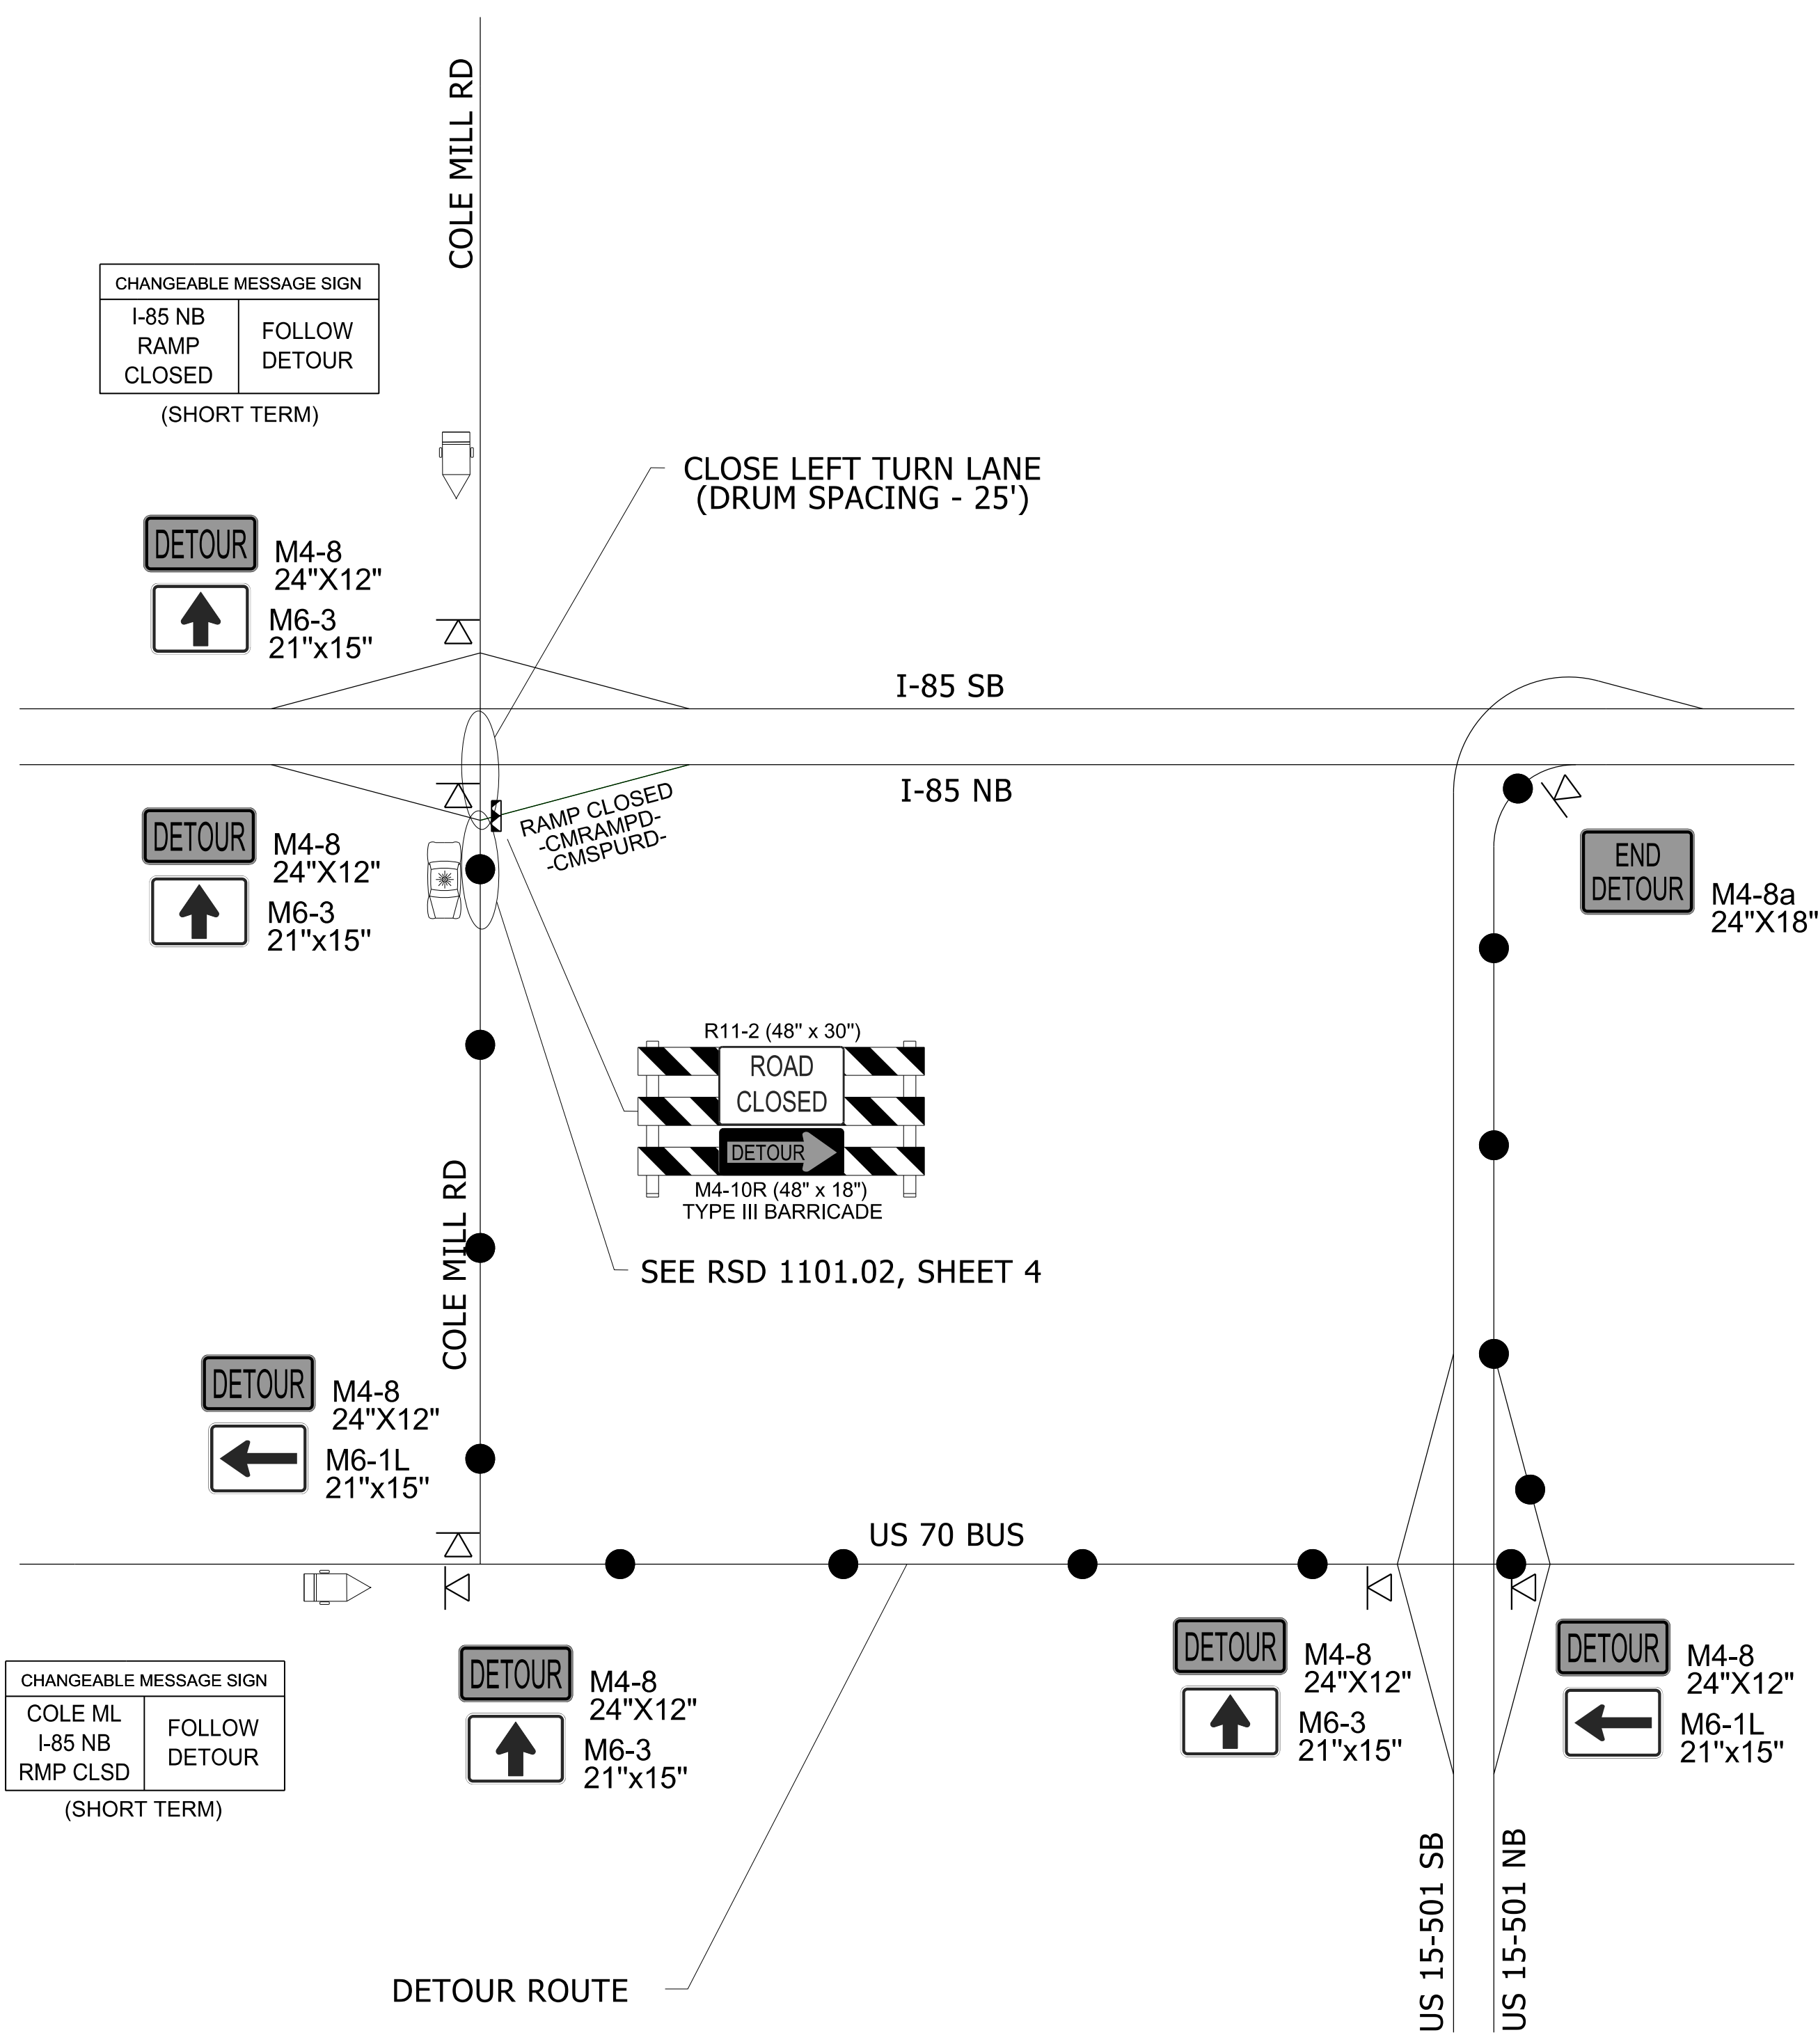 COLE MILL RD
CHANGEABLE MESSAGE SIGN
I-85 NB
RAMP
CLOSED
FOLLOW
DETOUR
(SHORT TERM)
CLOSE LEFT TURN LANE
(DRUM SPACING - 25')
DETOUR
M4-8
24"X12"
M6-3
21"x15"
I-85 SB
I-85 NB
RAMP CLOSED
-CMRAMPD-
-CMSPURD-
DETOUR
M4-8
24"X12"
M6-3
21"x15"
END
DETOUR
M4-8a
24"X18"
R11-2 (48" x 30")
ROAD
CLOSED
DETOUR
M4-10R (48" x 18")
TYPE III BARRICADE
COLE MILL RD
SEE RSD 1101.02, SHEET 4
DETOUR
M4-8
24"X12"
M6-1L
21"x15"
US 70 BUS
CHANGEABLE MESSAGE SIGN
COLE ML
I-85 NB
RMP CLSD
FOLLOW
DETOUR
(SHORT TERM)
DETOUR
M4-8
24"X12"
M6-3
21"x15"
DETOUR
M4-8
24"X12"
M6-3
21"x15"
DETOUR
M4-8
24"X12"
M6-1L
21"x15"
US 15-501 SB
US 15-501 NB
DETOUR ROUTE